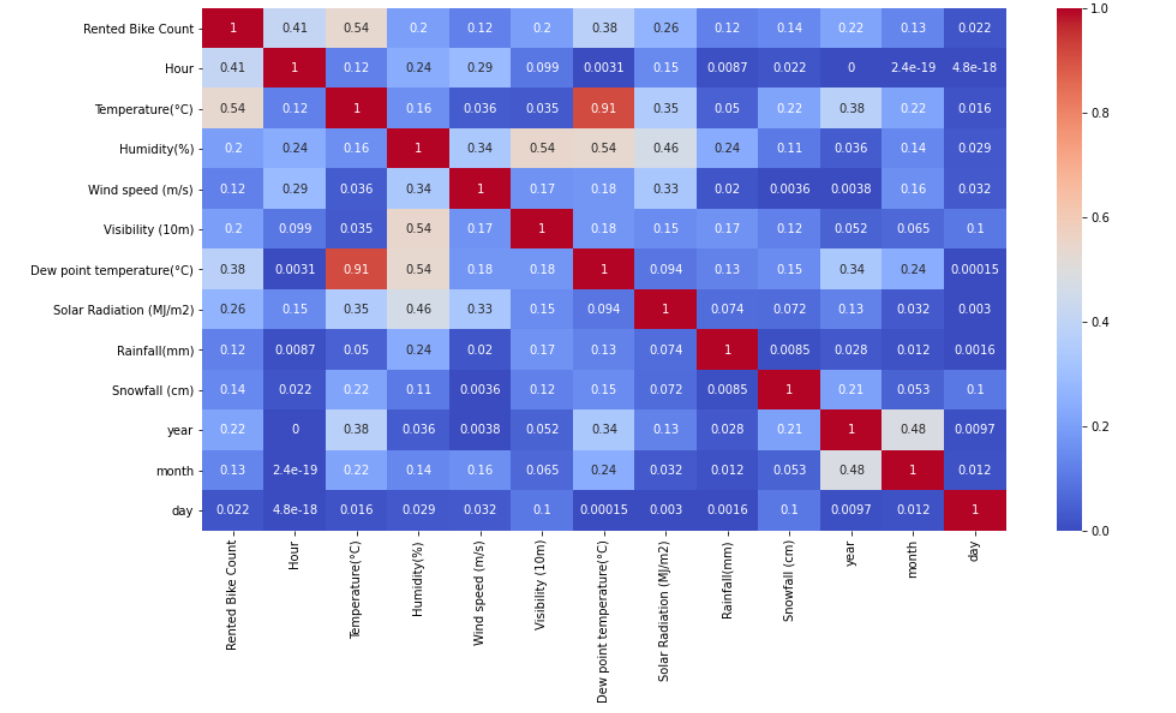 Rented Bike Count 1 0.41 0.54 0.2 0.12 0.2 0.38 0.26 0.12 0.14 0.22 0.13 0.022
Hour 0.41 1 0.12 0.24 0.29 0.099 0.0031 0.15 0.0087 0.022 0 2.4e-19 4.8e-18
Temperature(°C) 0.54 0.12 1 0.16 0.036 0.035 0.91 0.35 0.05 0.22 0.38 0.22 0.016
Humidity(%) 0.2 0.24 0.16 1 0.34 0.54 0.54 0.46 0.24 0.11 0.036 0.14 0.029
Wind speed (m/s) 0.12 0.29 0.036 0.34 1 0.17 0.18 0.33 0.02 0.0036 0.0038 0.16 0.032
Visibility (10m) 0.2 0.099 0.035 0.54 0.17 1 0.18 0.15 0.17 0.12 0.052 0.065 0.1
Dew point temperature(°C) 0.38 0.0031 0.91 0.54 0.18 0.18 1 0.094 0.13 0.15 0.34 0.24 0.00015
Solar Radiation (MJ/m2) 0.26 0.15 0.35 0.46 0.33 0.15 0.094 1 0.074 0.072 0.13 0.032 0.003
Rainfall(mm) 0.12 0.0087 0.05 0.24 0.02 0.17 0.13 0.074 1 0.0085 0.028 0.012 0.0016
Snowfall (cm) 0.14 0.022 0.22 0.11 0.0036 0.12 0.15 0.072 0.0085 1 0.21 0.053 0.1
year 0.22 0 0.38 0.036 0.0038 0.052 0.34 0.13 0.028 0.21 1 0.48 0.0097
month 0.13 2.4e-19 0.22 0.14 0.16 0.065 0.24 0.032 0.012 0.053 0.48 1 0.012
day 0.022 4.8e-18 0.016 0.029 0.032 0.1 0.00015 0.003 0.0016 0.1 0.0097 0.012 1
Rented Bike Count
Hour
Temperature(°C)
Humidity(%)
Wind speed (m/s)
Visibility (10m)
Dew point temperature(°C)
Solar Radiation (MJ/m2)
Rainfall(mm)
Snowfall (cm)
year
month
day
1.0
0.8
0.6
0.4
0.2
0.0